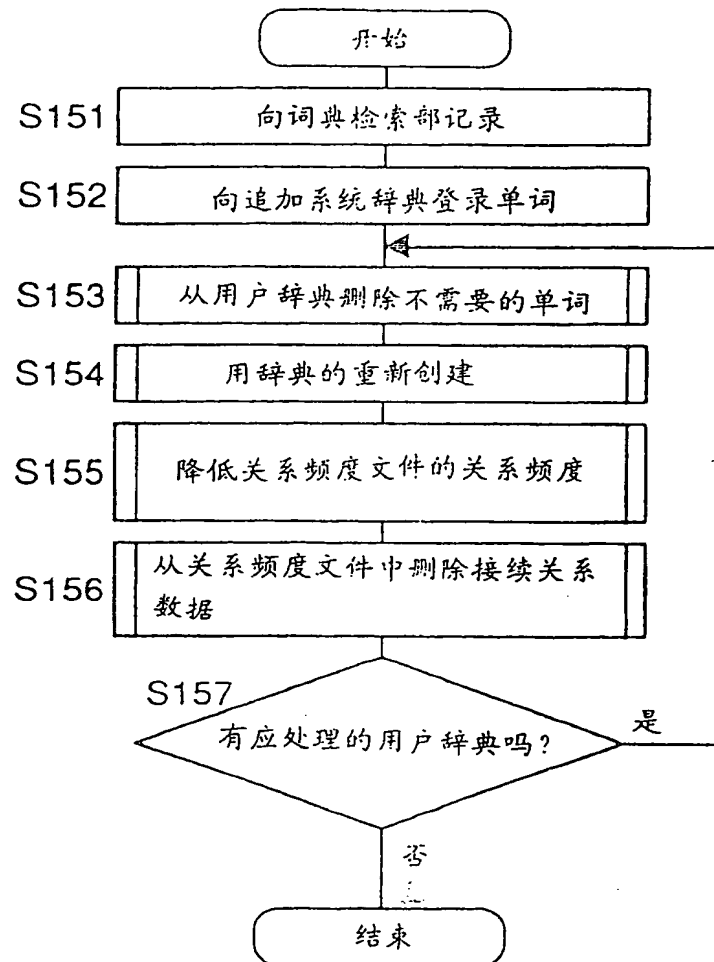 开始
S151
向词典检索部记录
S152
向追加系统辞典登录单词
S153
从用户辞典删除不需要的单词
S154
用辞典的重新创建
S155
降低关系频度文件的关系频度
S156
从关系频度文件中删除接续关系
数据
S157
有应处理的用户辞典吗?
是
否
结束